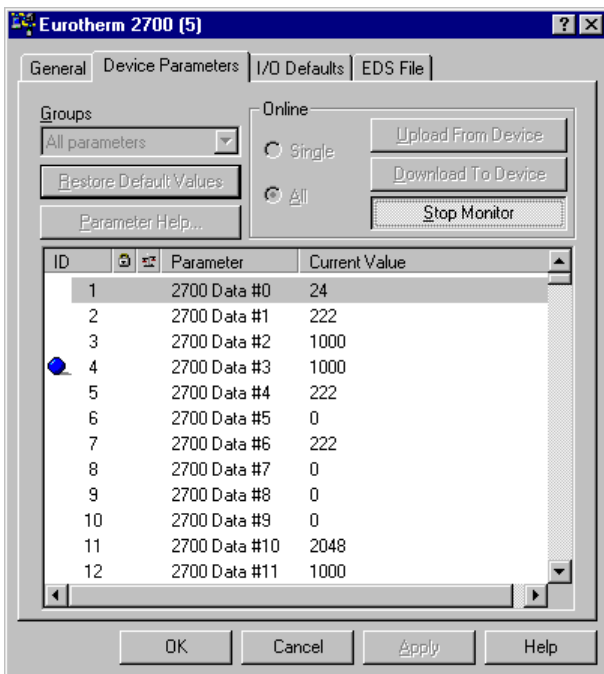 Eurotherm 2700 (5)
General Device Parameters I/O Defaults EDS File
Groups
All parameters
Restore Default Values
Parameter Help...
Online
Single
All
Upload From Device
Download To Device
Stop Monitor
ID Parameter Current Value
1 2700 Data #0 24
2 2700 Data #1 222
3 2700 Data #2 1000
4 2700 Data #3 1000
5 2700 Data #4 222
6 2700 Data #5 0
7 2700 Data #6 222
8 2700 Data #7 0
9 2700 Data #8 0
10 2700 Data #9 0
11 2700 Data #10 2048
12 2700 Data #11 1000
OK Cancel Apply Help